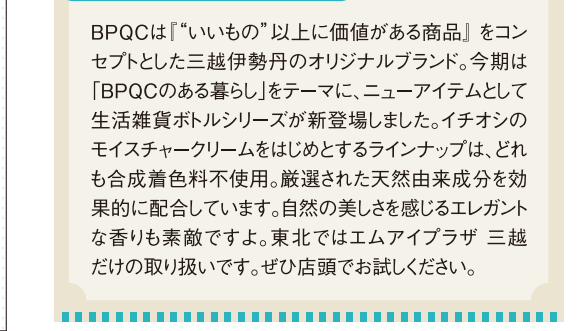 BPQCは『“いいもの”以上に価値がある商品』をコン
セプトとした三越伊勢丹のオリジナルブランド。今期は
「BPQCのある暮らし」をテーマに、ニューアイテムとして
生活雑貨ボトルシリーズが新登場しました。イチオシの
モイスチャークリームをはじめとするラインナップは、どれ
も合成着色料不使用。厳選された天然由来成分を効
果的に配合しています。自然の美しさを感じるエレガント
な香りも素敵ですよ。東北ではエムアイプラザ 三越
だけの取り扱いです。ぜひ店頭でお試しください。